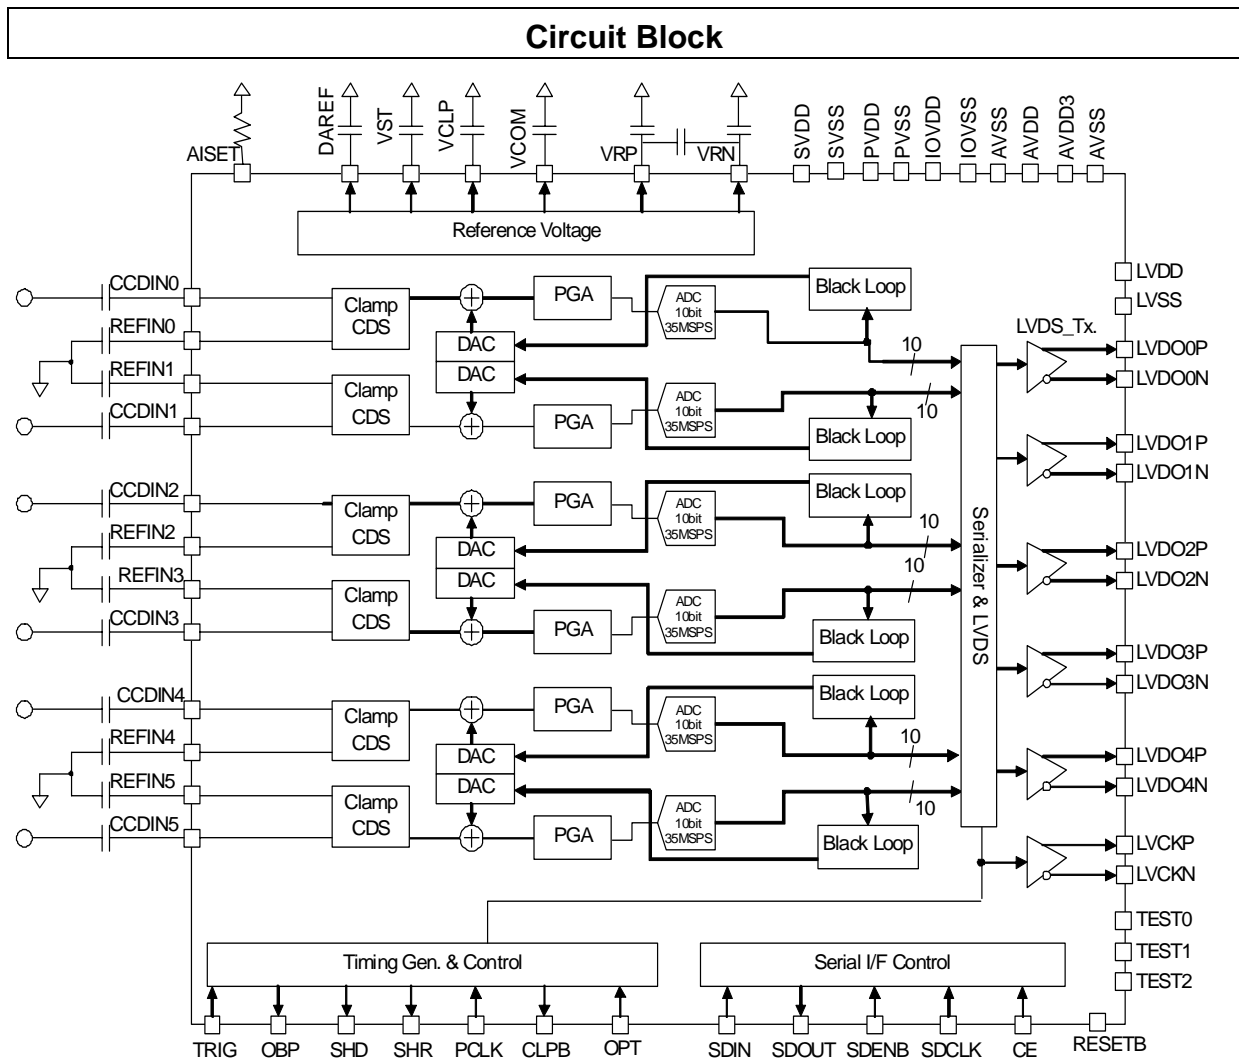 Circuit Block
AISET
DAREF
VST
VCLP
VCOM
VRP
VRN
SVDD
SVSS
PVDD
PVSS
IOVDD
IOVSS
AVSS
AVDD
AVDD3
AVSS
Reference Voltage
LVDD
LVSS
CCDIN0
REFIN0
REFIN1
CCDIN1
Clamp
CDS
Clamp
CDS
DAC
DAC
PGA
PGA
ADC
10bit
35MSPS
ADC
10bit
35MSPS
Black Loop
Black Loop
10
10
LVDS_Tx.
LVDO0P
LVDO0N
LVDO1P
LVDO1N
CCDIN2
REFIN2
REFIN3
CCDIN3
Clamp
CDS
Clamp
CDS
DAC
DAC
PGA
PGA
ADC
10bit
35MSPS
ADC
10bit
35MSPS
Black Loop
Black Loop
10
10
Serializer & LVDS
LVDO2P
LVDO2N
LVDO3P
LVDO3N
CCDIN4
REFIN4
REFIN5
CCDIN5
Clamp
CDS
Clamp
CDS
DAC
DAC
PGA
PGA
ADC
10bit
35MSPS
ADC
10bit
35MSPS
Black Loop
Black Loop
10
10
LVDO4P
LVDO4N
LVCKP
LVCKN
TEST0
TEST1
TEST2
Timing Gen. & Control
Serial I/F Control
TRIG
OBP
SHD
SHR
PCLK
CLPB
OPT
SDIN
SDOUT
SDENB
SDCLK
CE
RESETB